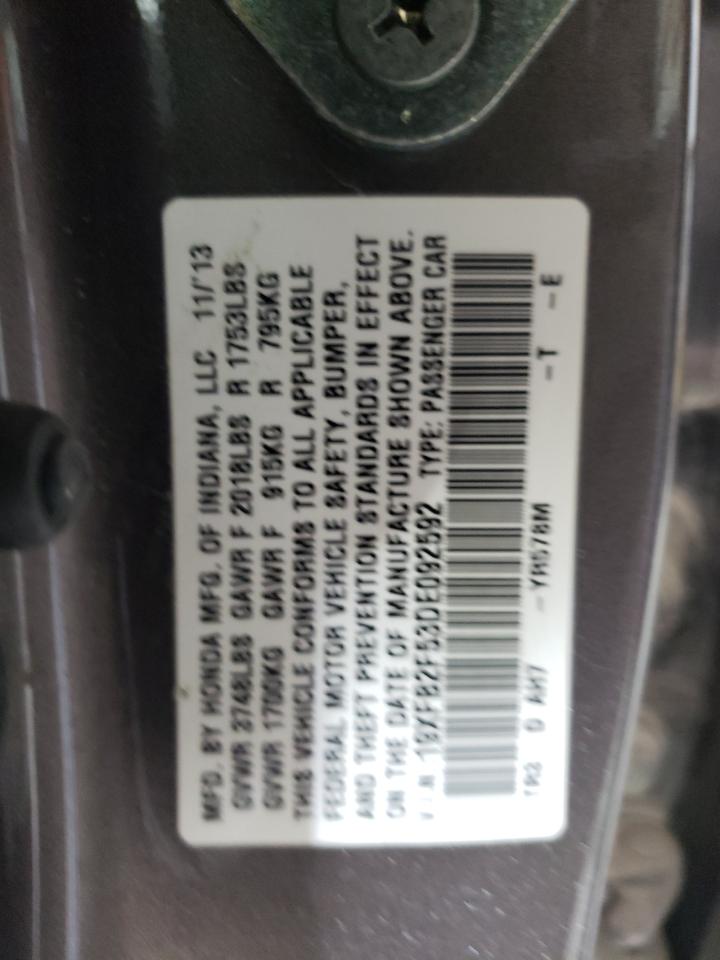 MFD. BY HONDA MFG. OF INDIANA, LLC 11/'13
GVWR 3748LBS GAWR F 2018LBS R 1753LBS
GVWR 1700KG GAWR F 915KG R 795KG
THIS VEHICLE CONFORMS TO ALL APPLICABLE
FEDERAL MOTOR VEHICLE SAFETY, BUMPER,
AND THEFT PREVENTION STANDARDS IN EFFECT
ON THE DATE OF MANUFACTURE SHOWN ABOVE.
V.I.N. 19XFB2F53DE092592 TYPE: PASSENGER CAR
TR3 D AH7 -YR578M -T -E